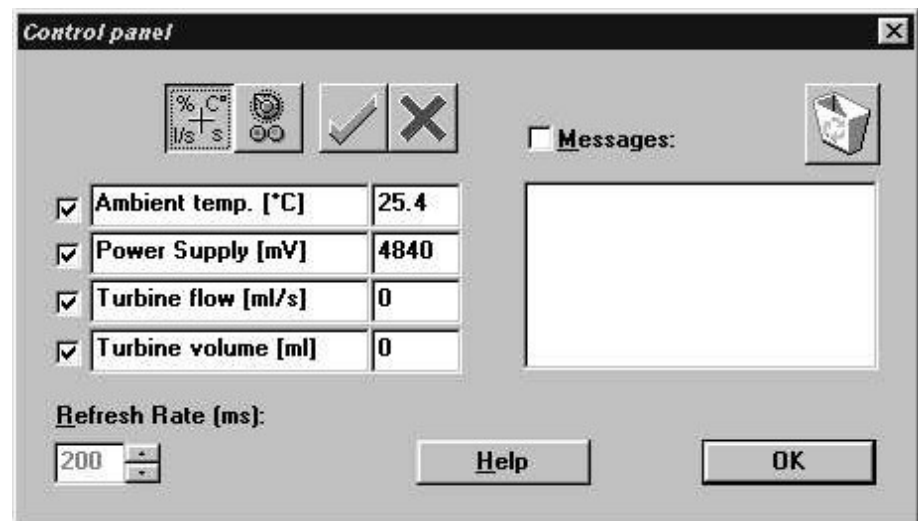 Control panel
% C°
l/s s
Messages:
Ambient temp. [°C] 25.4
Power Supply [mV] 4840
Turbine flow [ml/s] 0
Turbine volume [ml] 0
Refresh Rate (ms):
200
Help
OK